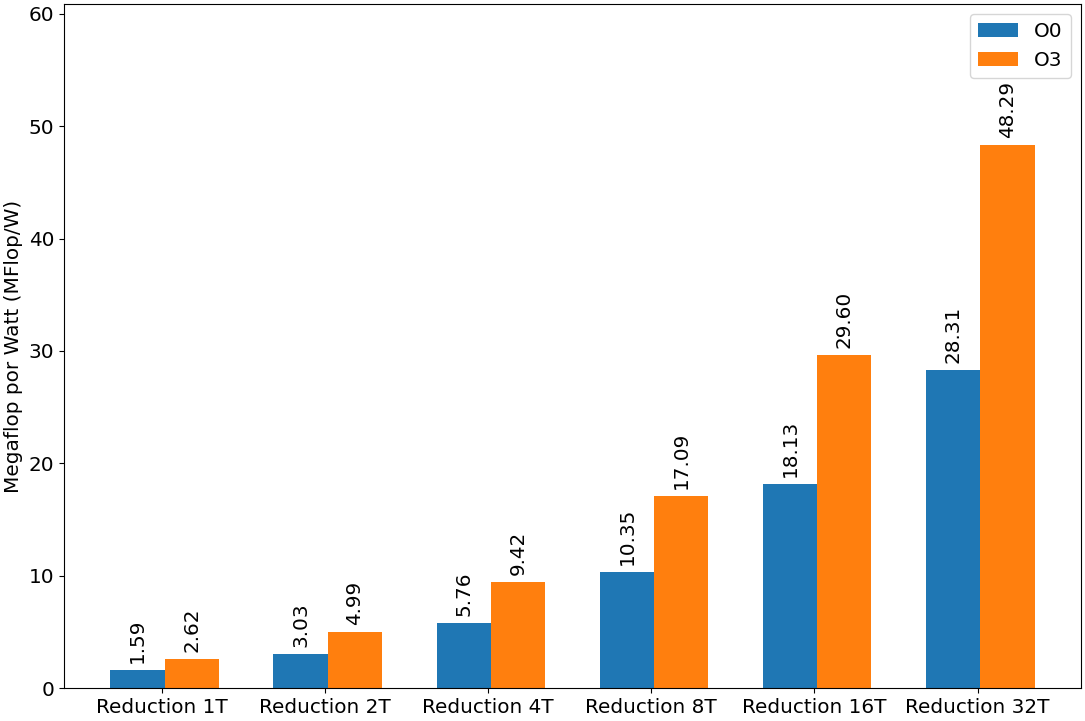 Megaflop por Watt (MFlop/W)
60
50
40
30
20
10
0
O0
O3
1.59
2.62
3.03
4.99
5.76
9.42
10.35
17.09
18.13
29.60
28.31
48.29
Reduction 1T
Reduction 2T
Reduction 4T
Reduction 8T
Reduction 16T
Reduction 32T